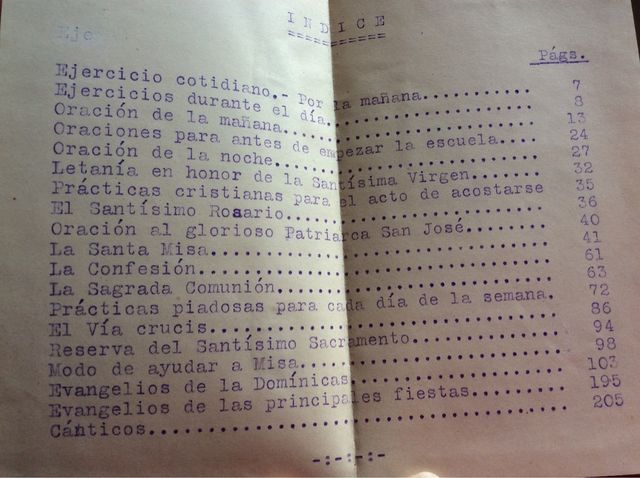 Eje
I N D I C E
===========
Págs.
Ejercicio cotidiano.- Por la mañana........... 7
Ejercicios durante el día.................... 8
Oración de la mañana......................... 13
Oraciones para antes de empezar la escuela.... 24
Oración de la noche.......................... 27
Letanía en honor de la Santísima Virgen....... 32
Prácticas cristianas para el acto de acostarse 35
El Santísimo Rosario......................... 36
Oración al glorioso Patriarca San José........ 40
La Santa Misa................................ 41
La Confesión................................. 61
La Sagrada Comunión.......................... 63
Prácticas piadosas para cada día de la semana. 72
El Vía crucis................................ 86
Reserva del Santísimo Sacramento............. 94
Modo de ayudar a Misa........................ 98
Evangelios de la Domínicas................... 103
Evangelios de las principales fiestas........ 195
Cánticos..................................... 205
-:-:-:-